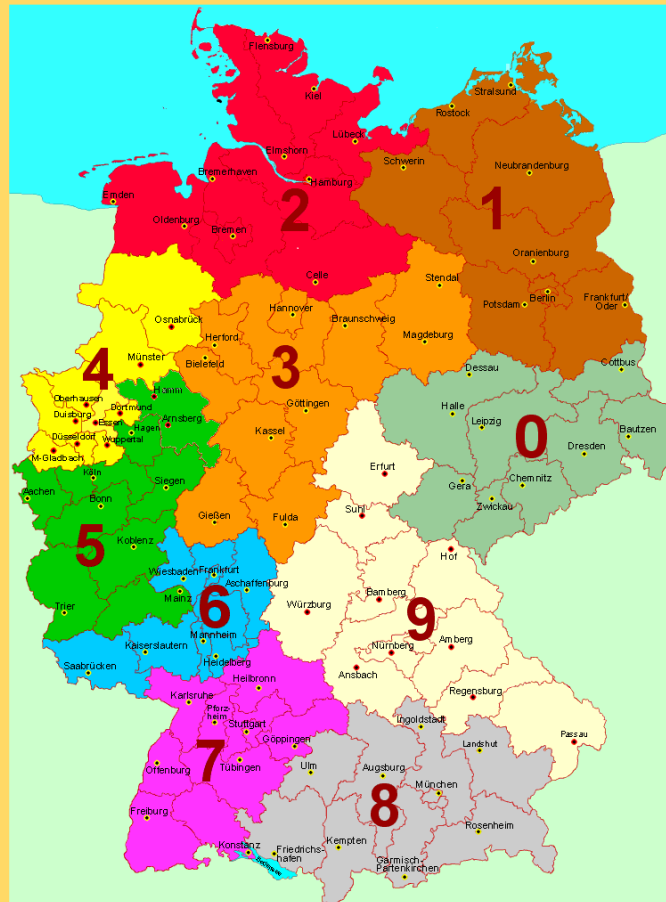 Flensburg
Kiel
Stralsund
Rostock
Lübeck
Elmshorn
Schwerin
Neubrandenburg
Bremerhaven
Hamburg
Emden
2
1
Oldenburg
Bremen
Oranienburg
Celle
Stendal
Berlin
Potsdam
Frankfurt/
Oder
Osnabrück
Hannover
Braunschweig
Herford
Magdeburg
Münster
Bielefeld
3
4
Cottbus
Dessau
Hamm
Oberhausen
Dortmund
Duisburg
Essen
Göttingen
Halle
Arnsberg
Hagen
Leipzig
0
Düsseldorf
Wuppertal
Kassel
Bautzen
M-Gladbach
Dresden
Erfurt
Köln
Gera
Chemnitz
Siegen
Aachen
Bonn
Zwickau
Suhl
Gießen
Fulda
5
Koblenz
Hof
Wiesbaden
Frankfurt
Aschaffenburg
Mainz
Bamberg
6
Würzburg
9
Trier
Mannheim
Amberg
Kaiserslautern
Nürnberg
Heidelberg
Saarbrücken
Ansbach
Heilbronn
Regensburg
Karlsruhe
Pforz-
heim
Stuttgart
Ingolstadt
Göppingen
Passau
Landshut
7
Offenburg
Tübingen
Ulm
Augsburg
München
8
Freiburg
Rosenheim
Konstanz
Friedrichs-
hafen
Kempten
Garmisch-
Partenkirchen